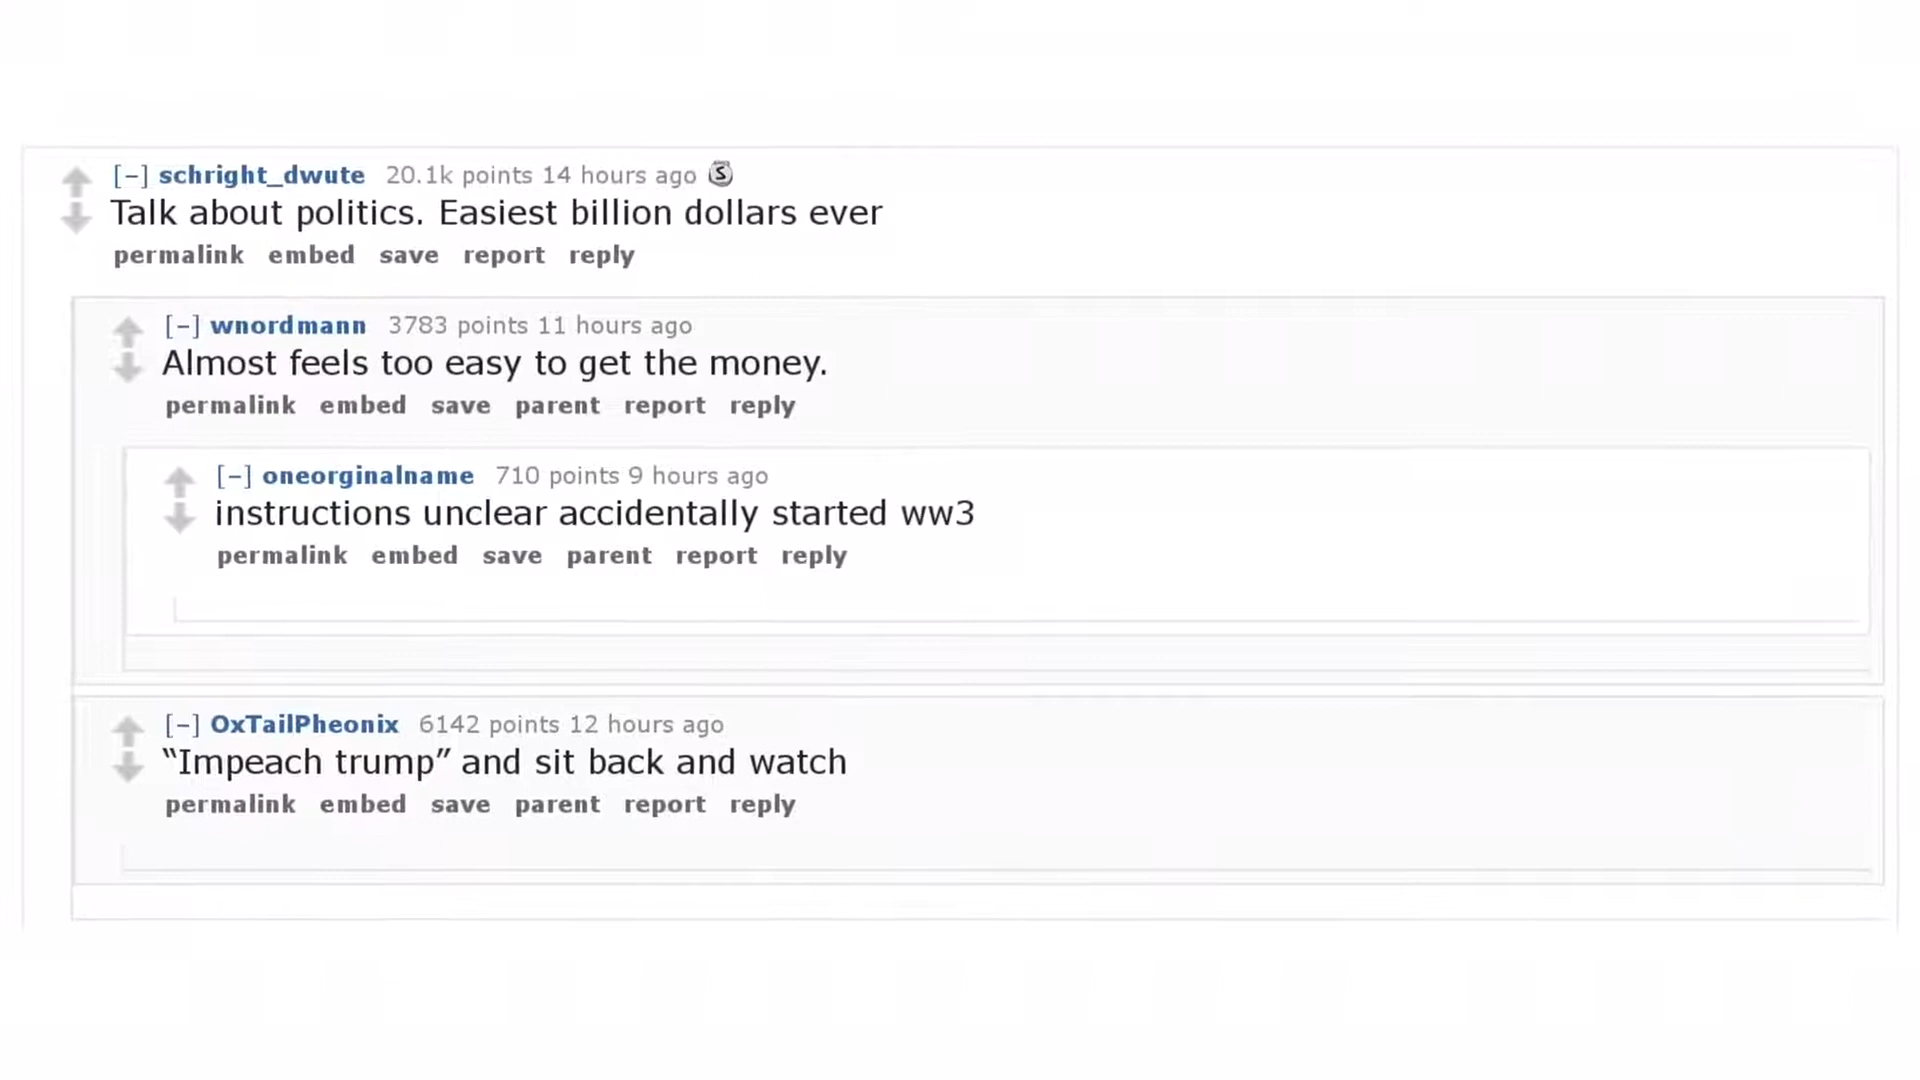 [–] schright_dwute 20.1k points 14 hours ago S
Talk about politics. Easiest billion dollars ever
permalink embed save report reply
[–] wnordmann 3783 points 11 hours ago
Almost feels too easy to get the money.
permalink embed save parent report reply
[–] oneorginalname 710 points 9 hours ago
instructions unclear accidentally started ww3
permalink embed save parent report reply
[–] OxTailPheonix 6142 points 12 hours ago
“Impeach trump” and sit back and watch
permalink embed save parent report reply